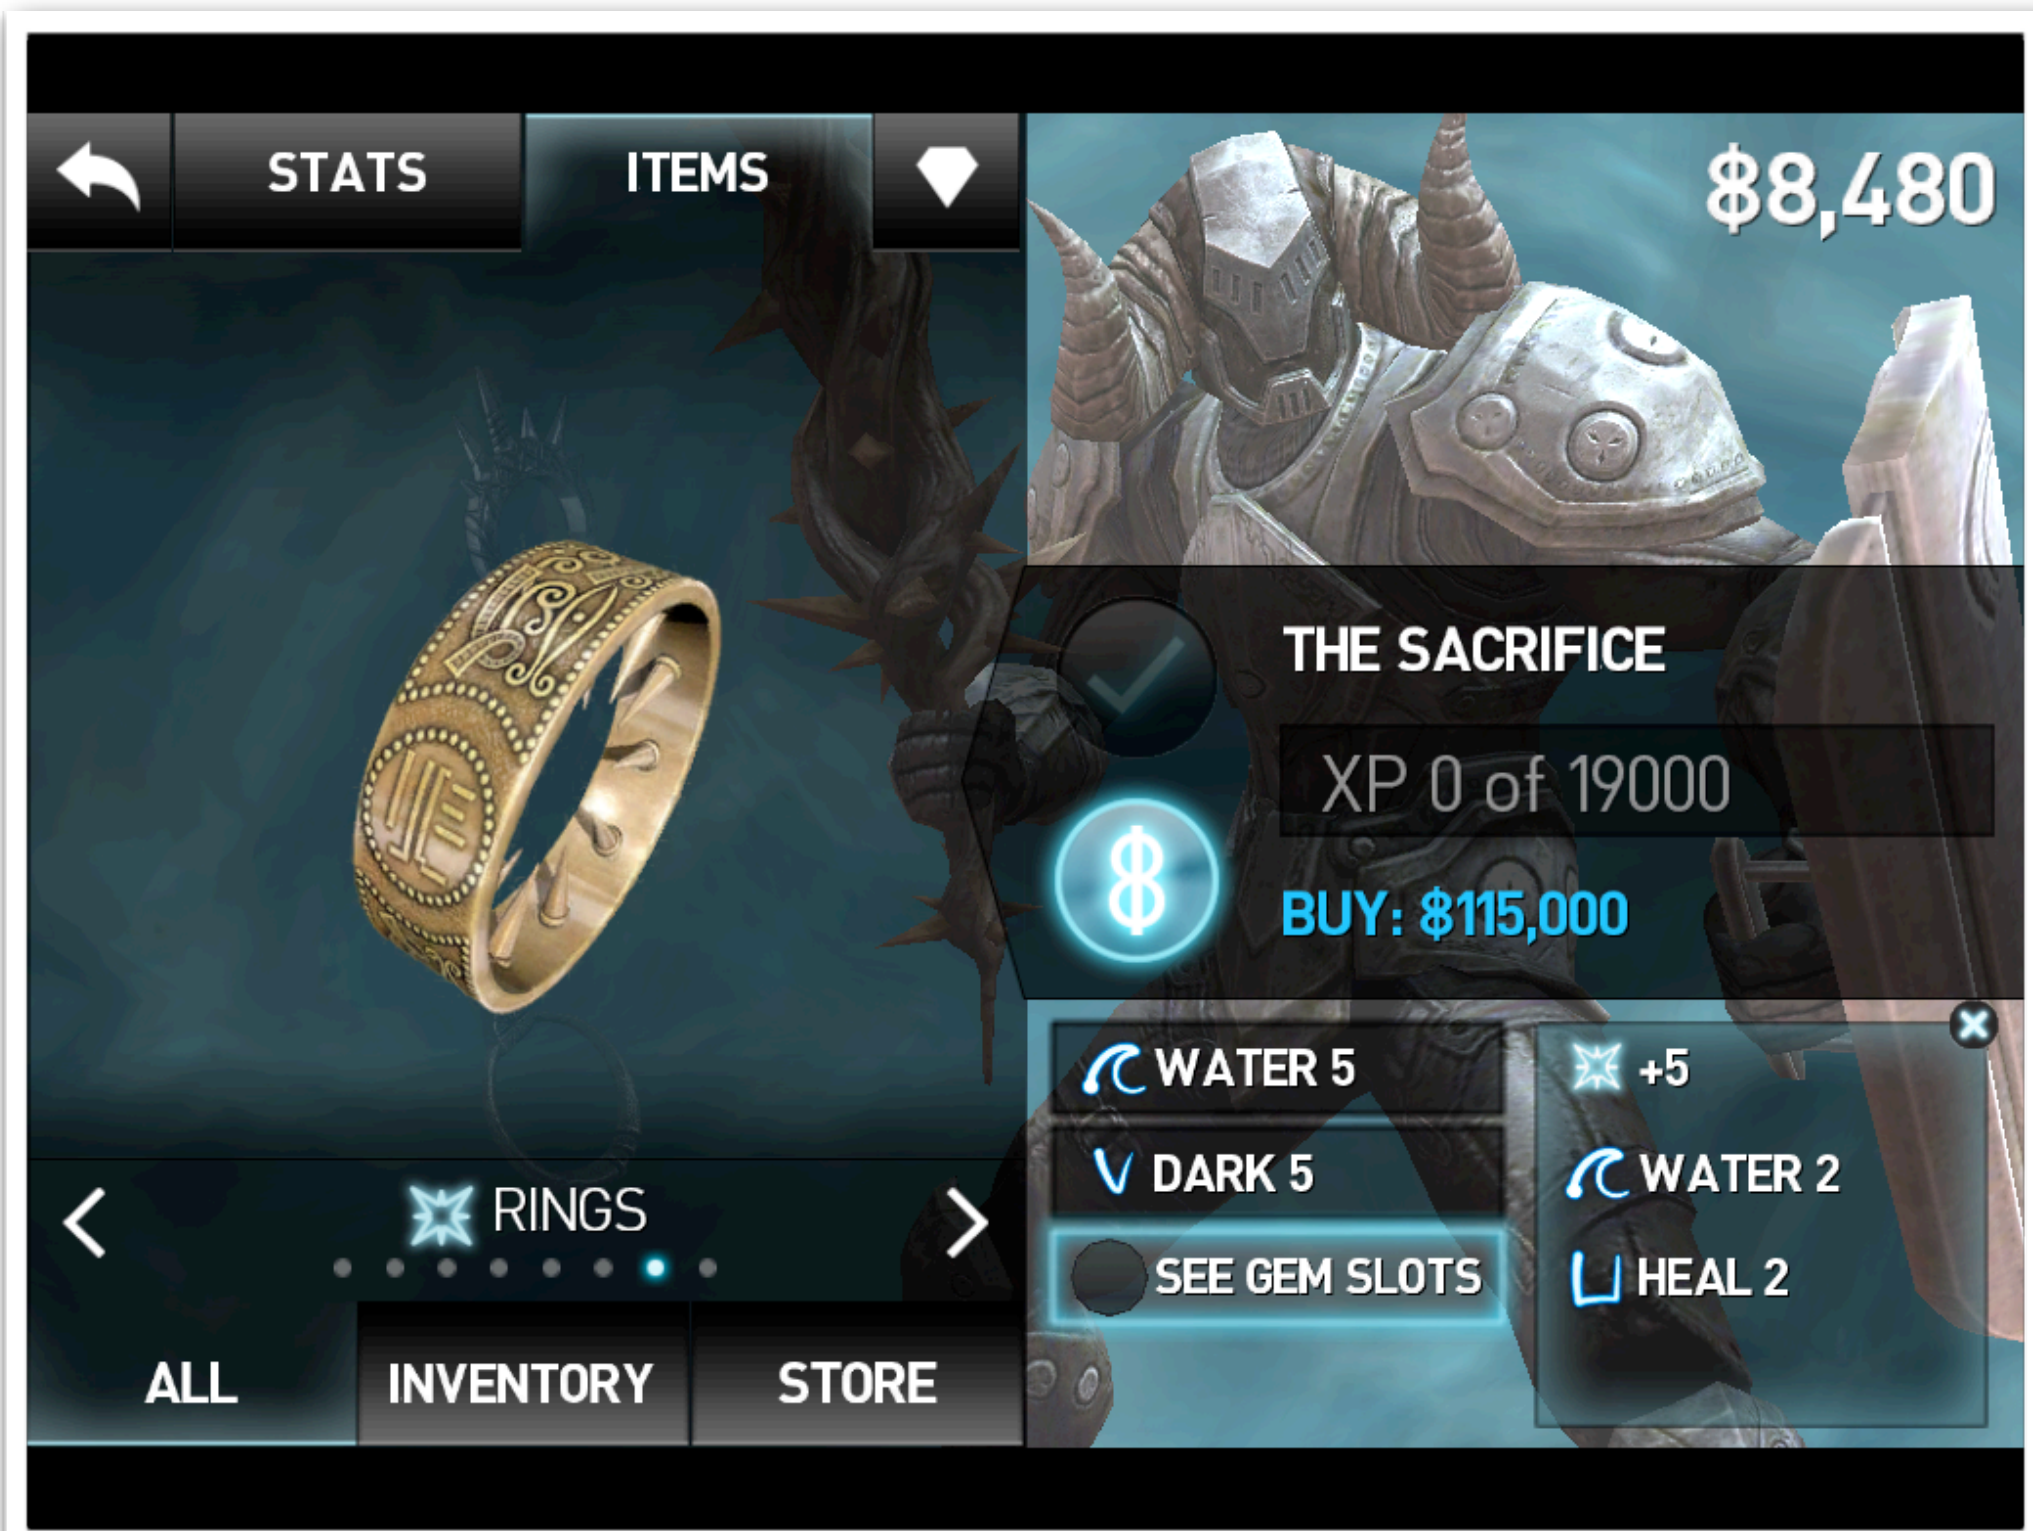 STATS
ITEMS
฿8,480
THE SACRIFICE
XP 0 of 19000
BUY: ฿115,000
WATER 5
DARK 5
SEE GEM SLOTS
+5
WATER 2
HEAL 2
RINGS
ALL
INVENTORY
STORE